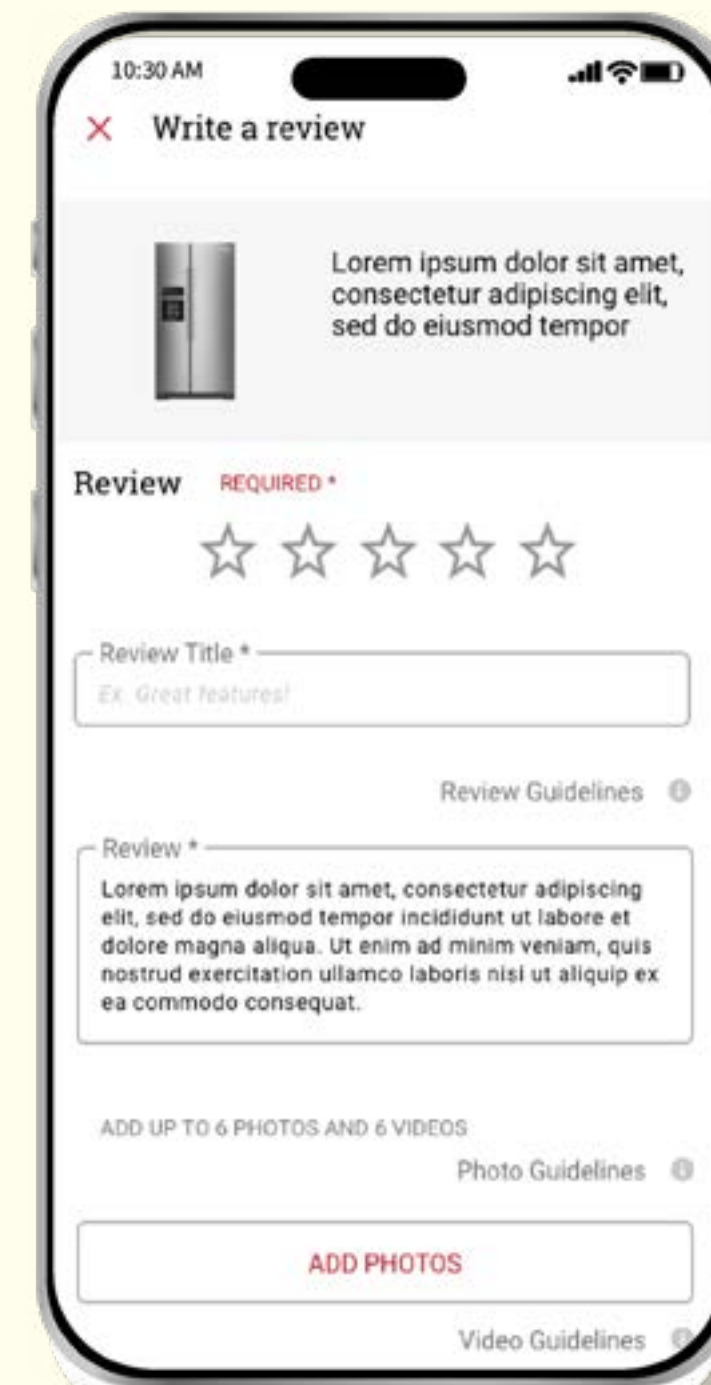 10:30 AM
Write a review
Lorem ipsum dolor sit amet,
consectetur adipiscing elit,
sed do eiusmod tempor
Review REQUIRED *
Review Title *
Ex. Great features!
Review Guidelines
Review *
Lorem ipsum dolor sit amet, consectetur adipiscing
elit, sed do eiusmod tempor incididunt ut labore et
dolore magna aliqua. Ut enim ad minim veniam, quis
nostrud exercitation ullamco laboris nisi ut aliquip ex
ea commodo consequat.
ADD UP TO 6 PHOTOS AND 6 VIDEOS
Photo Guidelines
ADD PHOTOS
Video Guidelines